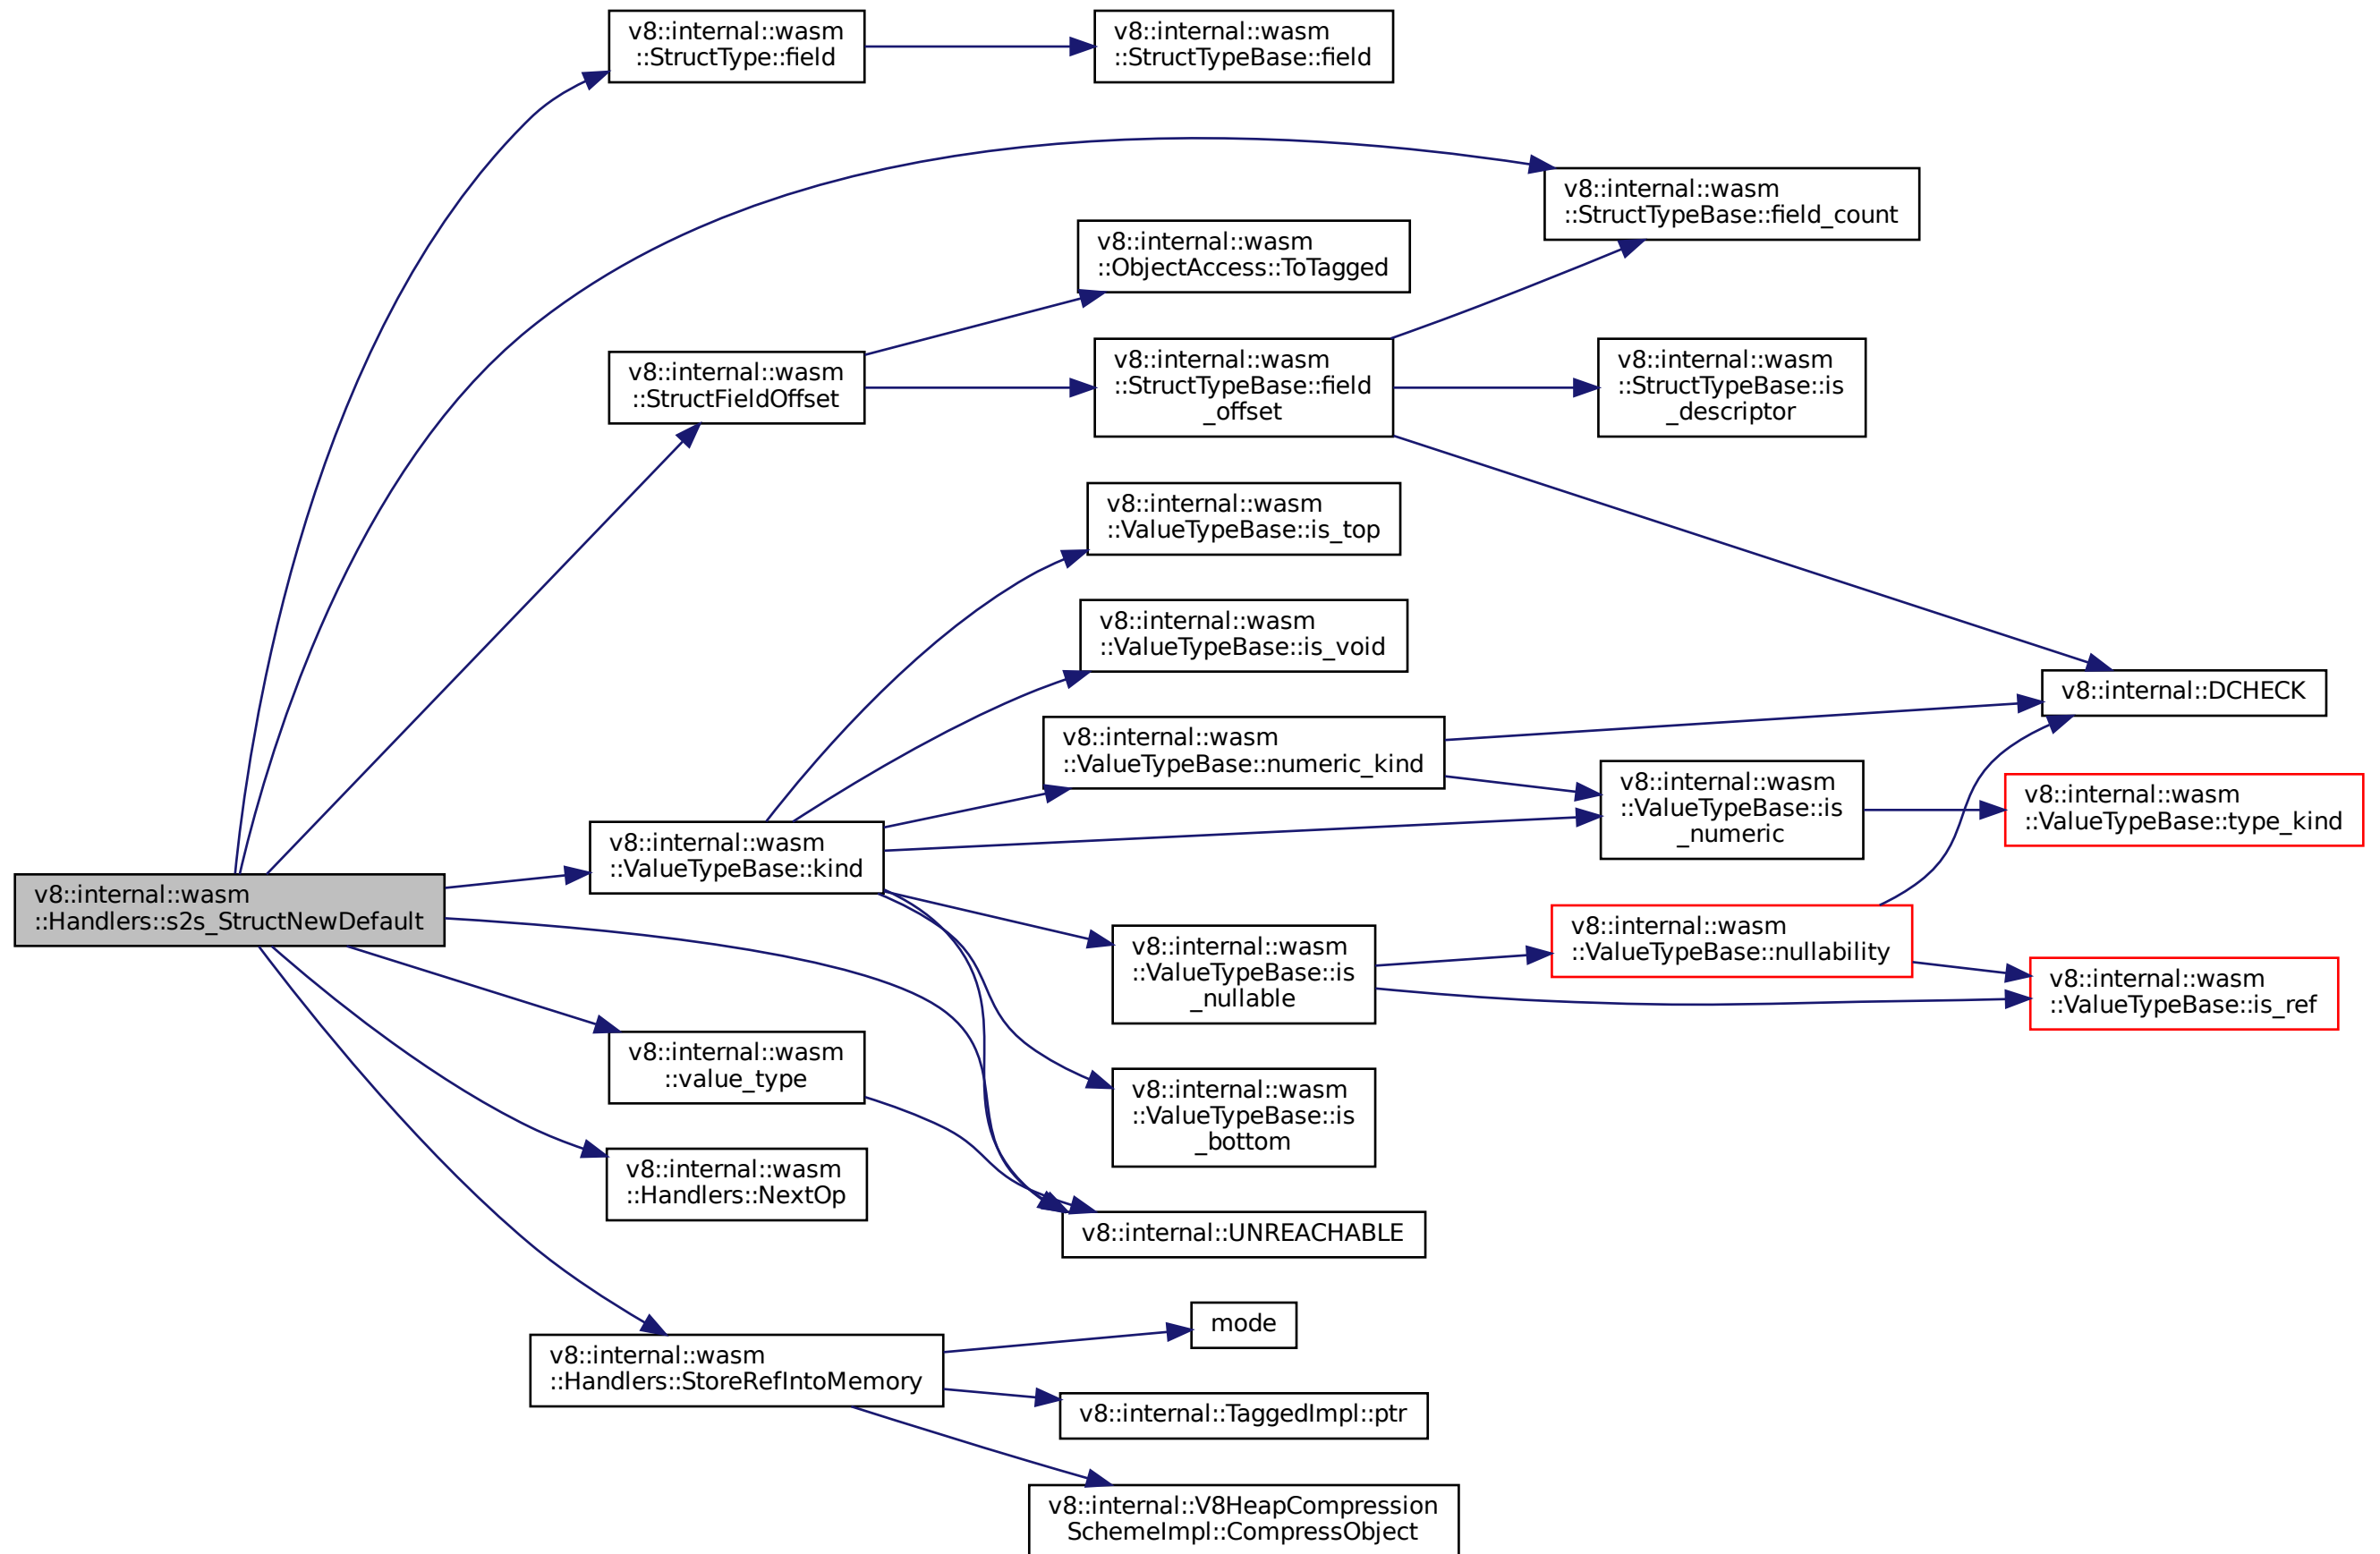 v8::internal::wasm
::StructType::field
v8::internal::wasm
::StructTypeBase::field
v8::internal::wasm
::StructTypeBase::field_count
v8::internal::wasm
::ObjectAccess::ToTagged
v8::internal::wasm
::StructFieldOffset
v8::internal::wasm
::StructTypeBase::field
_offset
v8::internal::wasm
::StructTypeBase::is
_descriptor
v8::internal::wasm
::ValueTypeBase::is_top
v8::internal::wasm
::ValueTypeBase::is_void
v8::internal::DCHECK
v8::internal::wasm
::ValueTypeBase::numeric_kind
v8::internal::wasm
::ValueTypeBase::is
_numeric
v8::internal::wasm
::ValueTypeBase::type_kind
v8::internal::wasm
::ValueTypeBase::kind
v8::internal::wasm
::Handlers::s2s_StructNewDefault
v8::internal::wasm
::ValueTypeBase::is
_nullable
v8::internal::wasm
::ValueTypeBase::nullability
v8::internal::wasm
::ValueTypeBase::is_ref
v8::internal::wasm
::value_type
v8::internal::wasm
::ValueTypeBase::is
_bottom
v8::internal::wasm
::Handlers::NextOp
v8::internal::UNREACHABLE
v8::internal::wasm
::Handlers::StoreRefIntoMemory
mode
v8::internal::TaggedImpl::ptr
v8::internal::V8HeapCompression
SchemeImpl::CompressObject